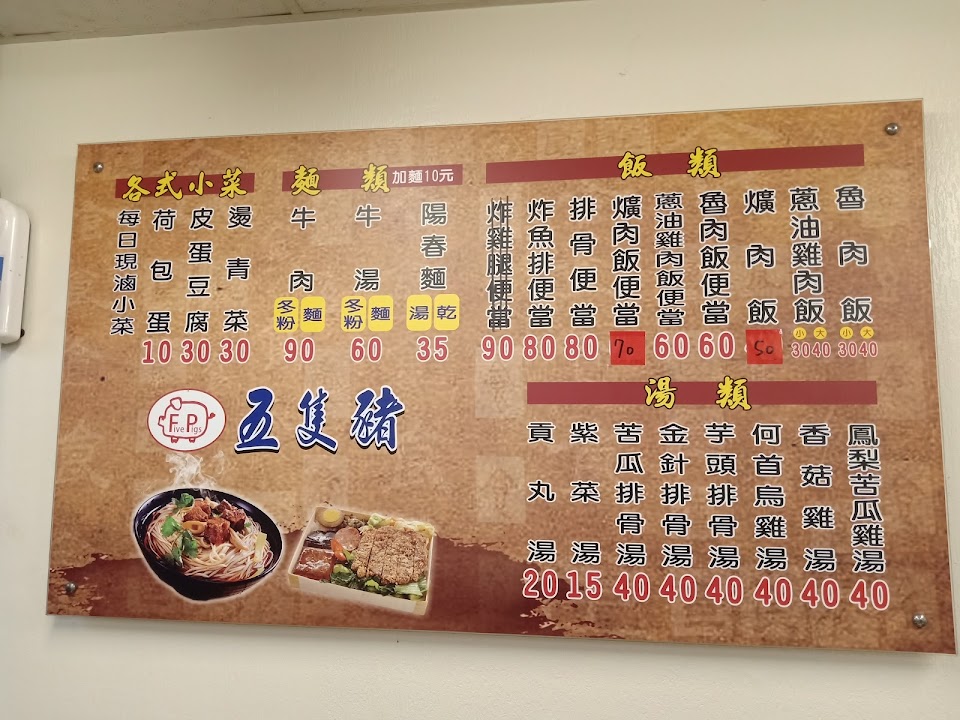 飯類
魯肉飯 小30 大40
蔥油雞肉飯 小30 大40
爌肉飯 50
魯肉飯便當 60
蔥油雞肉飯便當 60
爌肉飯便當 70
排骨便當 80
炸魚排便當 80
炸雞腿便當 90
麵類 加麵10元
陽春麵 湯 乾 35
牛湯 冬粉 麵 60
牛肉 冬粉 麵 90
各式小菜
燙青菜 30
皮蛋豆腐 30
荷包蛋 10
每日現滷小菜
湯類
鳳梨苦瓜雞湯 40
香菇雞湯 40
何首烏雞湯 40
芋頭排骨湯 40
金針排骨湯 40
苦瓜排骨湯 40
紫菜湯 15
貢丸湯 20
Five Pigs
五隻豬